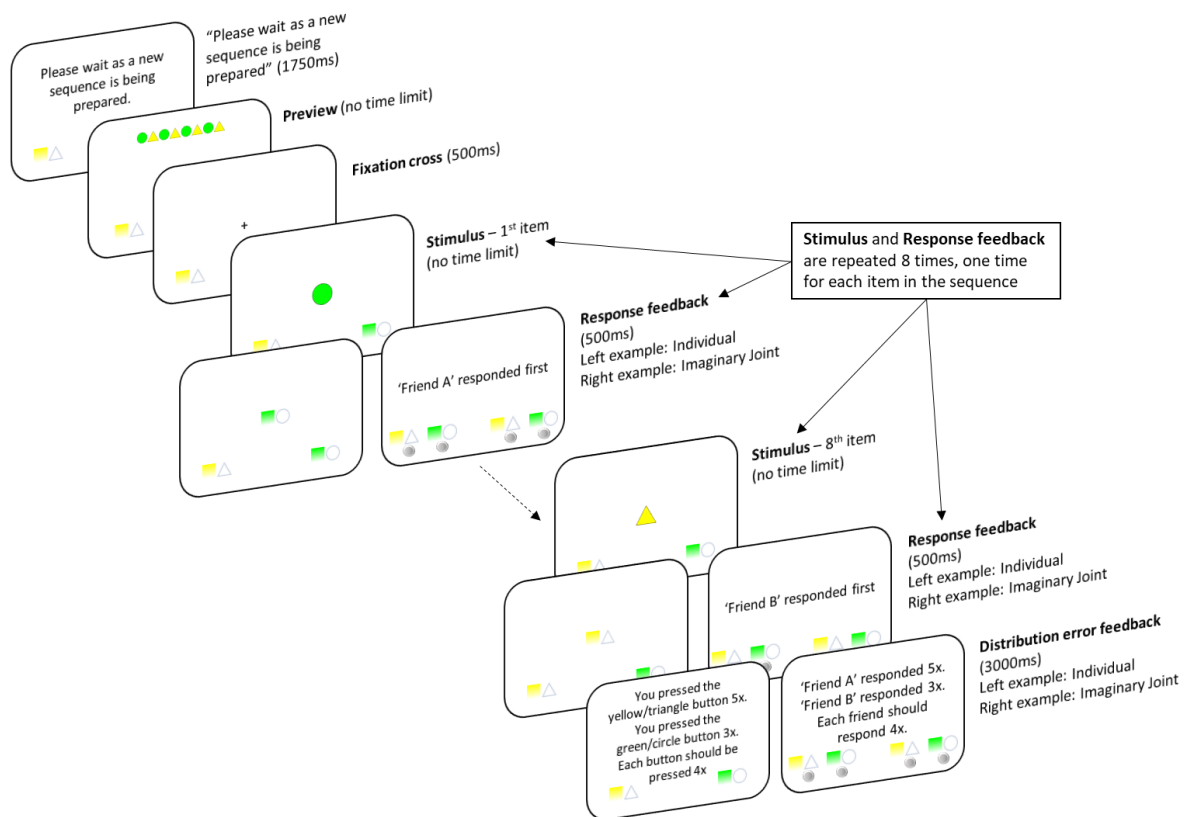 Please wait as a new
sequence is being
prepared.
“Please wait as a new
sequence is being
prepared” (1750ms)
Preview (no time limit)
Fixation cross (500ms)
+
Stimulus – 1st item
(no time limit)
Stimulus and Response feedback
are repeated 8 times, one time
for each item in the sequence
Response feedback
(500ms)
Left example: Individual
Right example: Imaginary Joint
‘Friend A’ responded first
Stimulus – 8th item
(no time limit)
Response feedback
(500ms)
Left example: Individual
Right example: Imaginary Joint
‘Friend B’ responded first
Distribution error feedback
(3000ms)
Left example: Individual
Right example: Imaginary Joint
You pressed the
yellow/triangle button 5x.
You pressed the
green/circle button 3x.
Each button should be
pressed 4x
‘Friend A’ responded 5x.
‘Friend B’ responded 3x.
Each friend should
respond 4x.